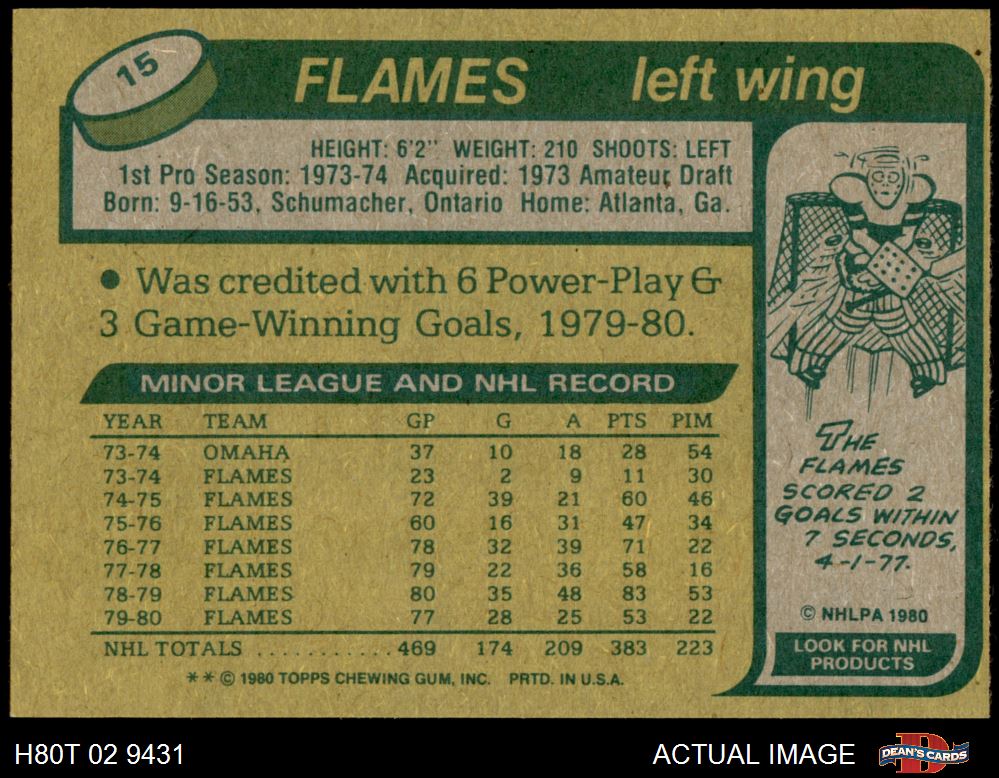 15
FLAMES left wing
HEIGHT: 6'2" WEIGHT: 210 SHOOTS: LEFT
1st Pro Season: 1973-74 Acquired: 1973 Amateur Draft
Born: 9-16-53, Schumacher, Ontario Home: Atlanta, Ga.
● Was credited with 6 Power-Play &
3 Game-Winning Goals, 1979-80.
MINOR LEAGUE AND NHL RECORD
YEAR TEAM GP G A PTS PIM
73-74 OMAHA 37 10 18 28 54
73-74 FLAMES 23 2 9 11 30
74-75 FLAMES 72 39 21 60 46
75-76 FLAMES 60 16 31 47 34
76-77 FLAMES 78 32 39 71 22
77-78 FLAMES 79 22 36 58 16
78-79 FLAMES 80 35 48 83 53
79-80 FLAMES 77 28 25 53 22
NHL TOTALS ........... 469 174 209 383 223
** © 1980 TOPPS CHEWING GUM, INC. PRTD. IN U.S.A.
THE
FLAMES
SCORED 2
GOALS WITHIN
7 SECONDS,
4-1-77.
© NHLPA 1980
LOOK FOR NHL
PRODUCTS
H80T 02 9431
ACTUAL IMAGE
DEAN'S CARDS